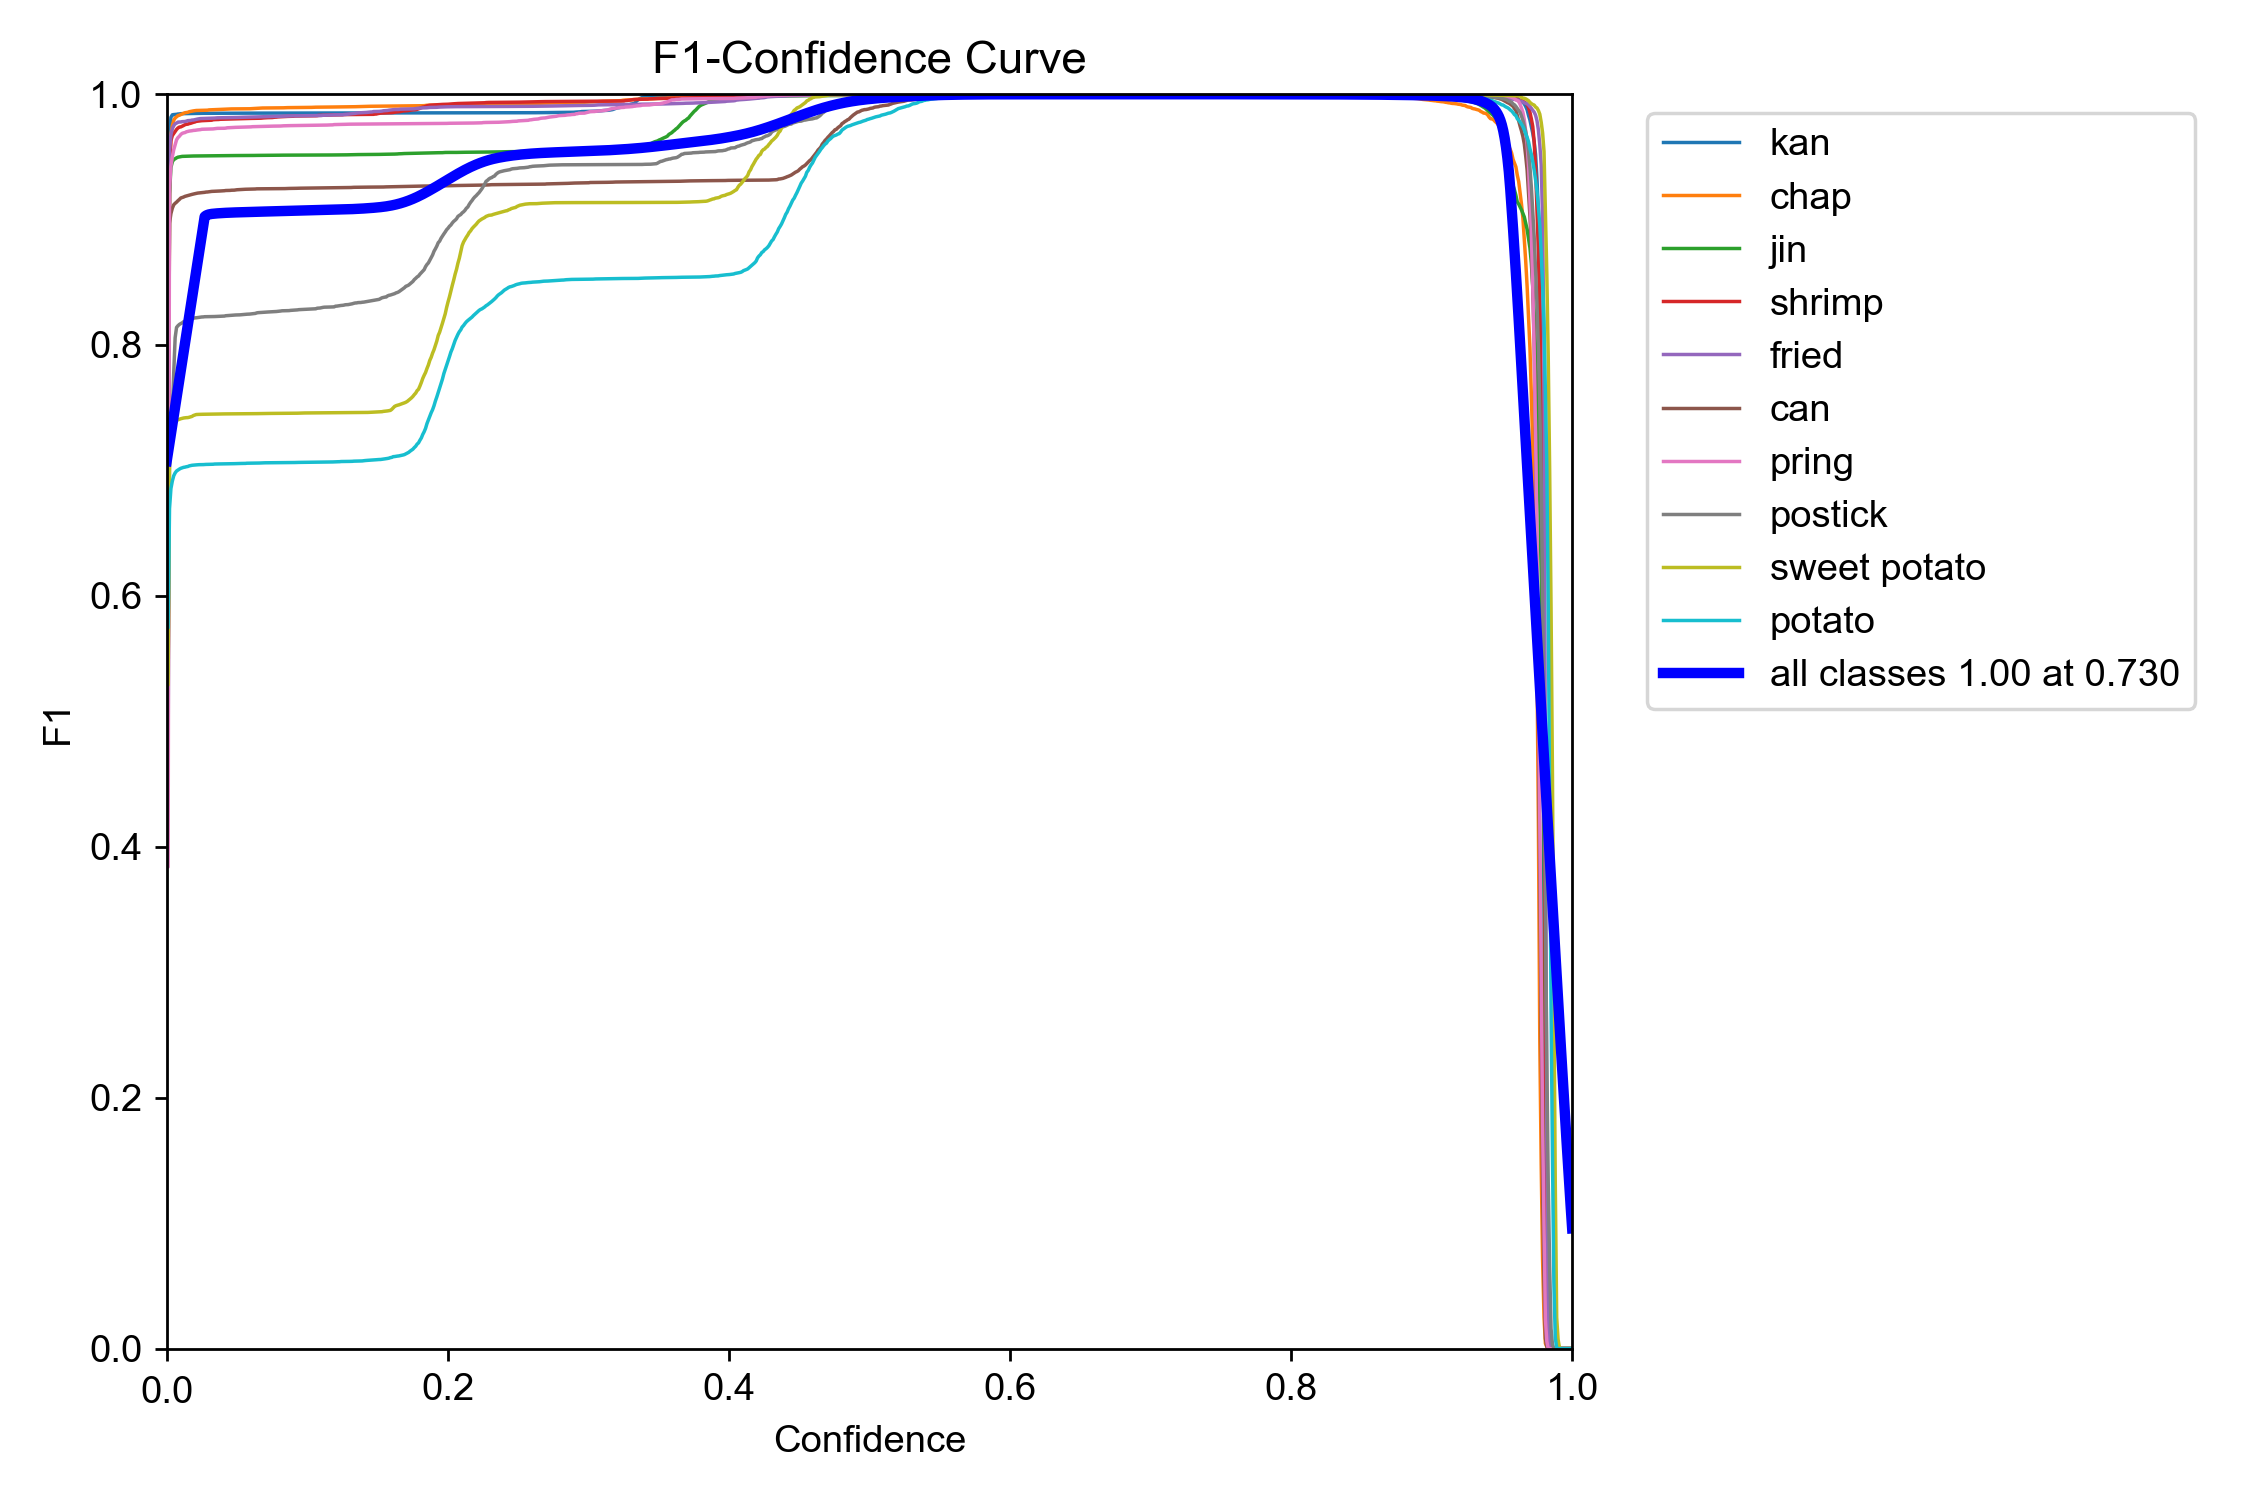 F1-Confidence Curve
1.0
0.8
0.6
0.4
0.2
0.0
F1
0.0 0.2 0.4 0.6 0.8 1.0
Confidence
kan
chap
jin
shrimp
fried
can
pring
postick
sweet potato
potato
all classes 1.00 at 0.730